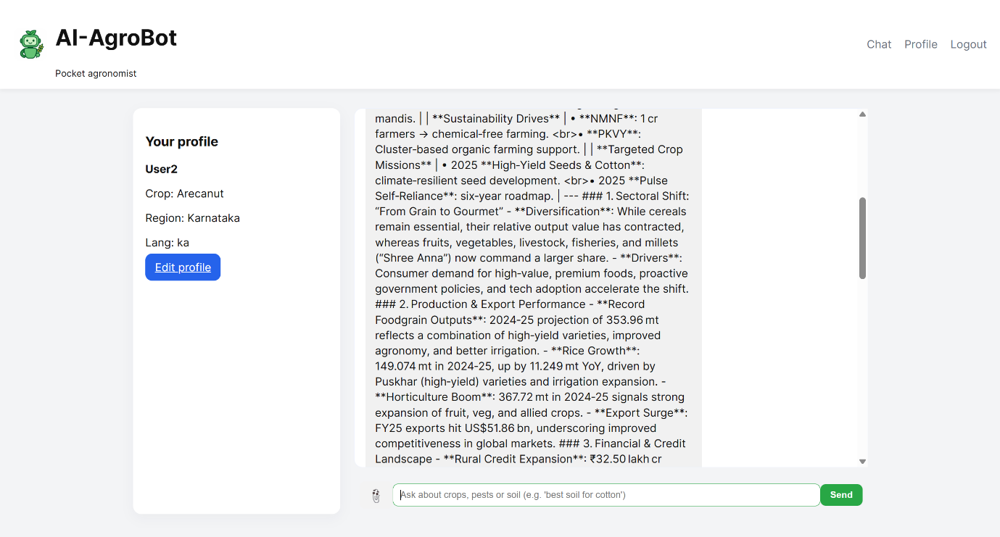 AI-AgroBot
Pocket agronomist
Chat Profile Logout
Your profile
User2
Crop: Arecanut
Region: Karnataka
Lang: ka
Edit profile
mandis. | | **Sustainability Drives** | • **NMNF**: 1 cr
farmers → chemical‑free farming. <br>• **PKVY**:
Cluster‑based organic farming support. | | **Targeted Crop
Missions** | • 2025 **High‑Yield Seeds & Cotton**:
climate‑resilient seed development. <br>• 2025 **Pulse
Self‑Reliance**: six‑year roadmap. | --- ### 1. Sectoral Shift:
“From Grain to Gourmet” - **Diversification**: While cereals
remain essential, their relative output value has contracted,
whereas fruits, vegetables, livestock, fisheries, and millets
(“Shree Anna”) now command a larger share. - **Drivers**:
Consumer demand for high‑value, premium foods, proactive
government policies, and tech adoption accelerate the shift.
### 2. Production & Export Performance - **Record
Foodgrain Outputs**: 2024‑25 projection of 353.96 mt
reflects a combination of high‑yield varieties, improved
agronomy, and better irrigation. - **Rice Growth**:
149.074 mt in 2024‑25, up by 11.249 mt YoY, driven by
Puskhar (high‑yield) varieties and irrigation expansion. -
**Horticulture Boom**: 367.72 mt in 2024‑25 signals strong
expansion of fruit, veg, and allied crops. - **Export Surge**:
FY25 exports hit US$51.86 bn, underscoring improved
competitiveness in global markets. ### 3. Financial & Credit
Landscape - **Rural Credit Expansion**: ₹32.50 lakh cr
Ask about crops, pests or soil (e.g. 'best soil for cotton')
Send